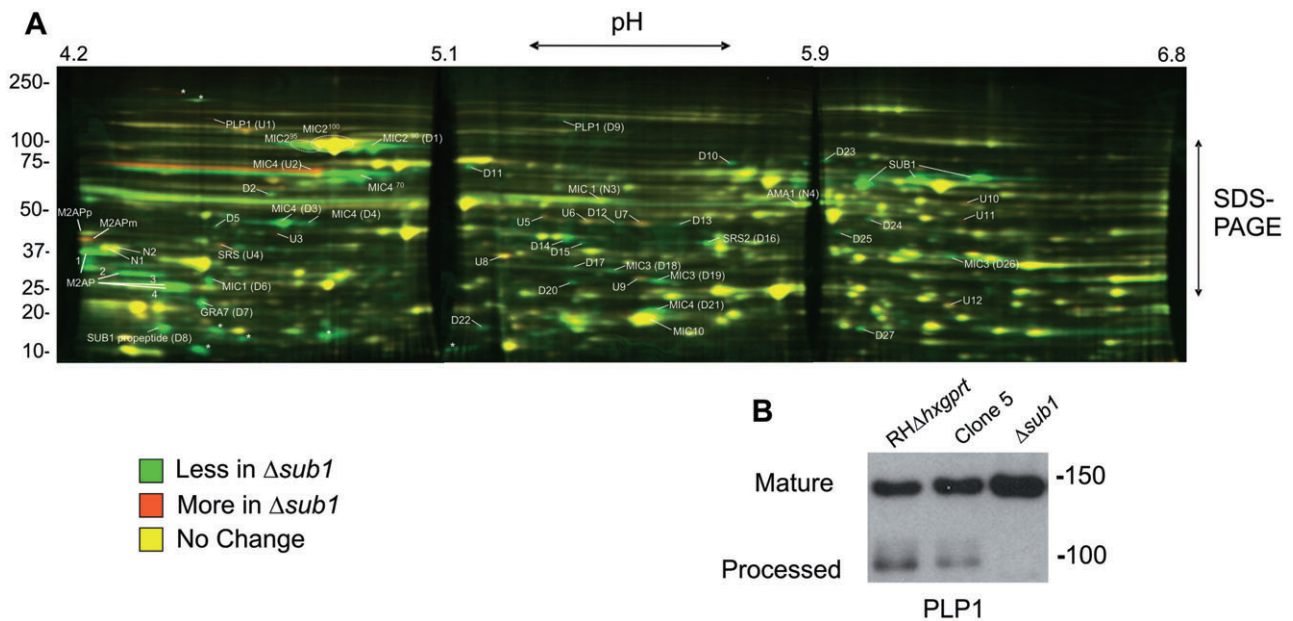 A
pH
4.2 5.1 5.9 6.8
250-
100-
75-
50-
37-
25-
20-
10-
* *
PLP1 (U1)
PLP1 (D9)
MIC2¹⁰⁰
MIC2⁹⁵
MIC2 ⁹⁰ (D1)
D10
D23
MIC4 (U2)
D11
SUB1
MIC4 ⁷⁰
D2
MIC 1 (N3)
AMA1 (N4)
U10
M2APp
M2APm
D5
MIC4 (D3)
MIC4 (D4)
U5
U6
D12
U7
D13
U11
D24
U3
D14
D15
SRS2 (D16)
D25
N2
N1
SRS (U4)
U8
D17
MIC3 (D18)
MIC3 (D26)
1
2
3
4
M2AP
MIC1 (D6)
D20
U9
MIC3 (D19)
GRA7 (D7)
MIC4 (D21)
U12
SUB1 propeptide (D8)
D22
MIC10
D27
* * * * *
SDS-
PAGE
Less in Δsub1
More in Δsub1
No Change
B
RHΔhxgprt
Clone 5
Δsub1
Mature
-150
Processed
-100
PLP1